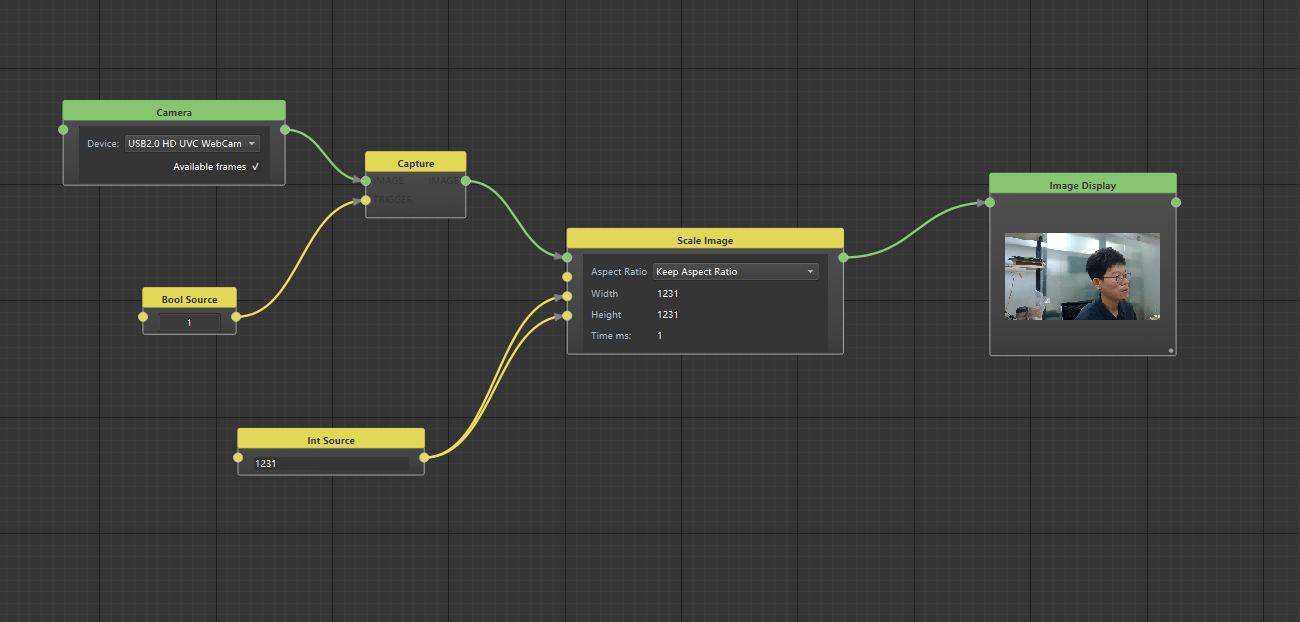 Camera
Device: USB2.0 HD UVC WebCam
Available frames
Capture
IMAGE IMAGE
TRIGGER
Bool Source
1
Scale Image
Aspect Ratio Keep Aspect Ratio
Width 1231
Height 1231
Time ms: 1
Int Source
1231
Image Display